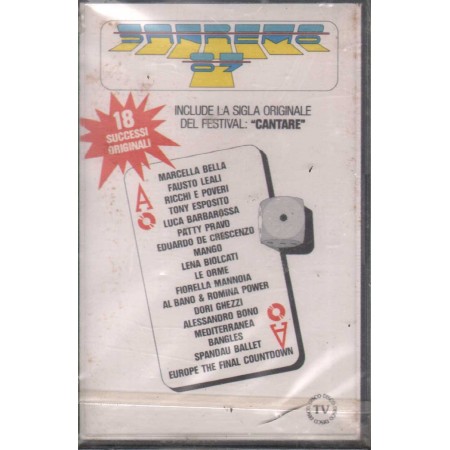 SANREMO
87
18
SUCCESSI
ORIGINALI
INCLUDE LA SIGLA ORIGINALE
DEL FESTIVAL: "CANTARE"
A
MARCELLA BELLA
FAUSTO LEALI
RICCHI E POVERI
TONY ESPOSITO
LUCA BARBAROSSA
PATTY PRAVO
EDUARDO DE CRESCENZO
MANGO
LENA BIOLCATI
LE ORME
FIORELLA MANNOIA
AL BANO & ROMINA POWER
DORI GHEZZI
ALESSANDRO BONO
MEDITERRANEA
BANGLES
SPANDAU BALLET
EUROPE THE FINAL COUNTDOWN
A
TV